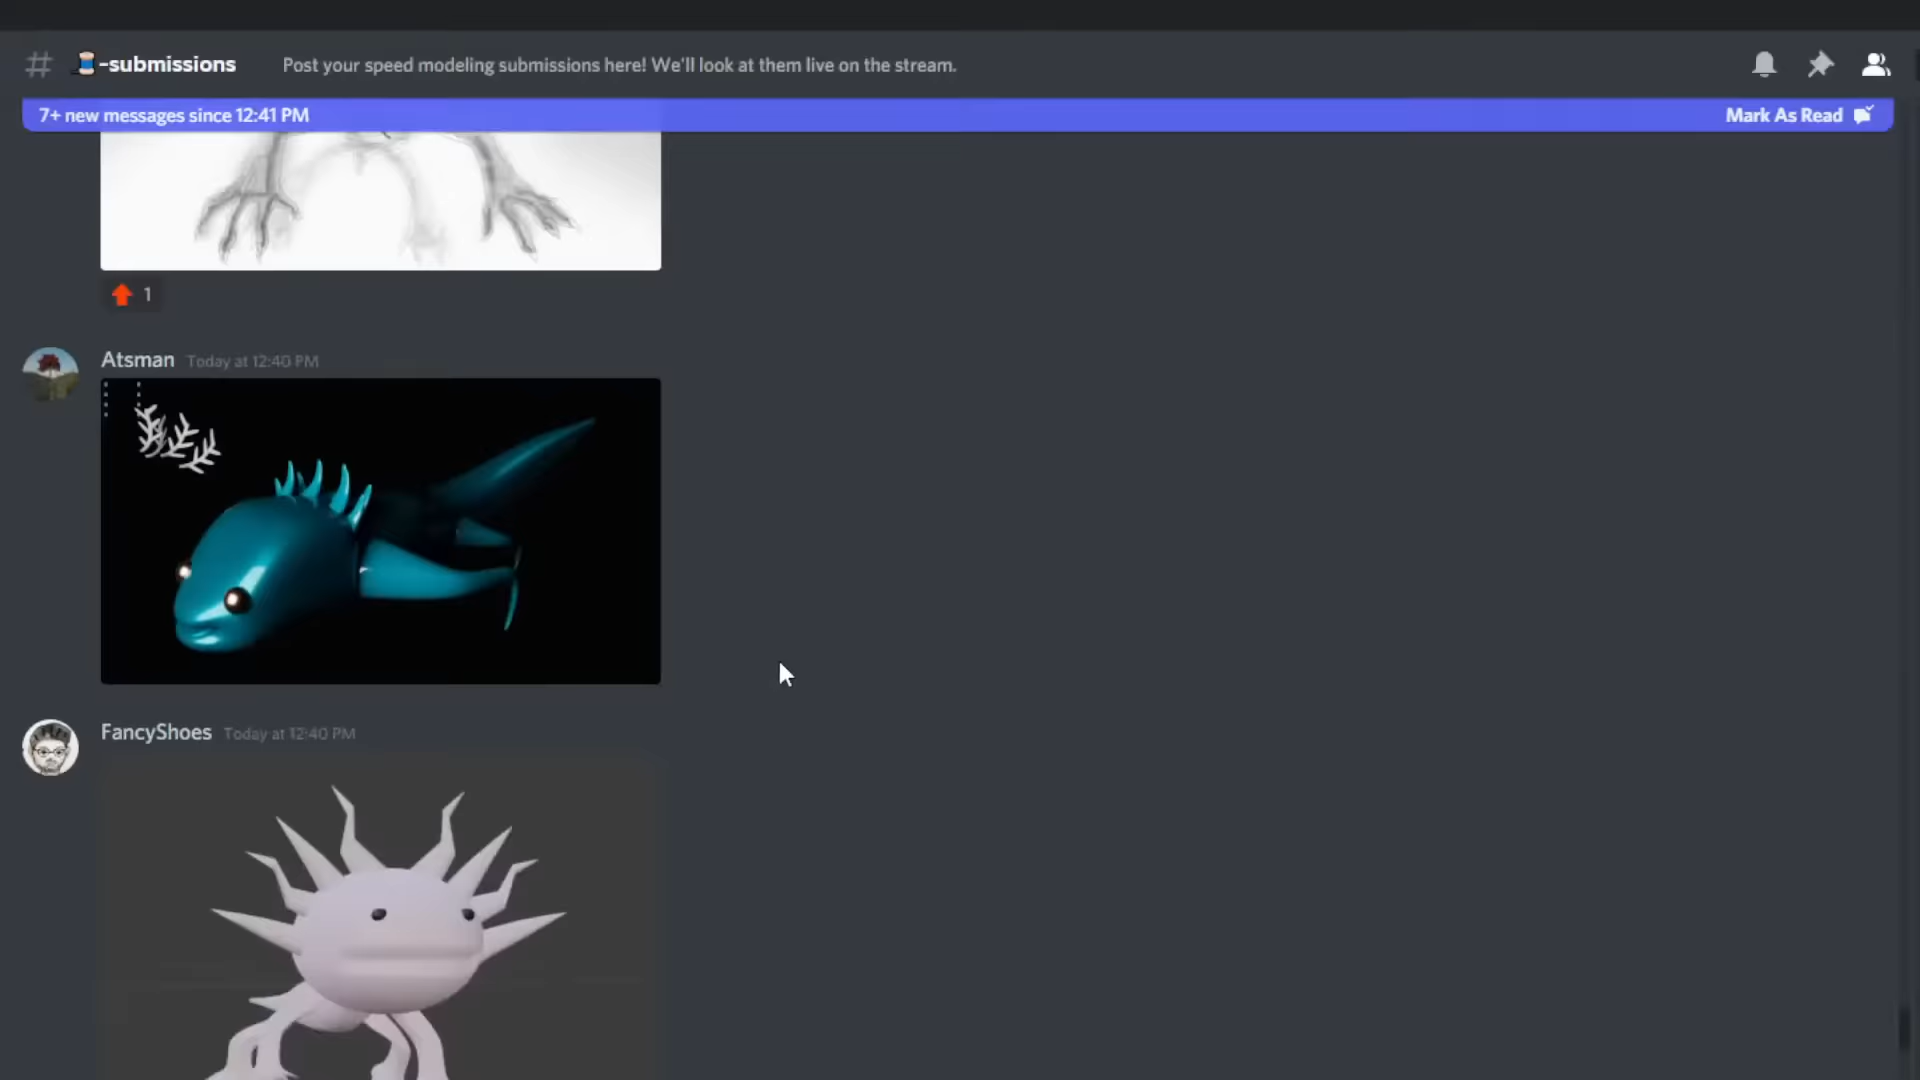 -submissions
Post your speed modeling submissions here! We'll look at them live on the stream.
7+ new messages since 12:41 PM
Mark As Read
1
Atsman Today at 12:40 PM
FancyShoes Today at 12:40 PM